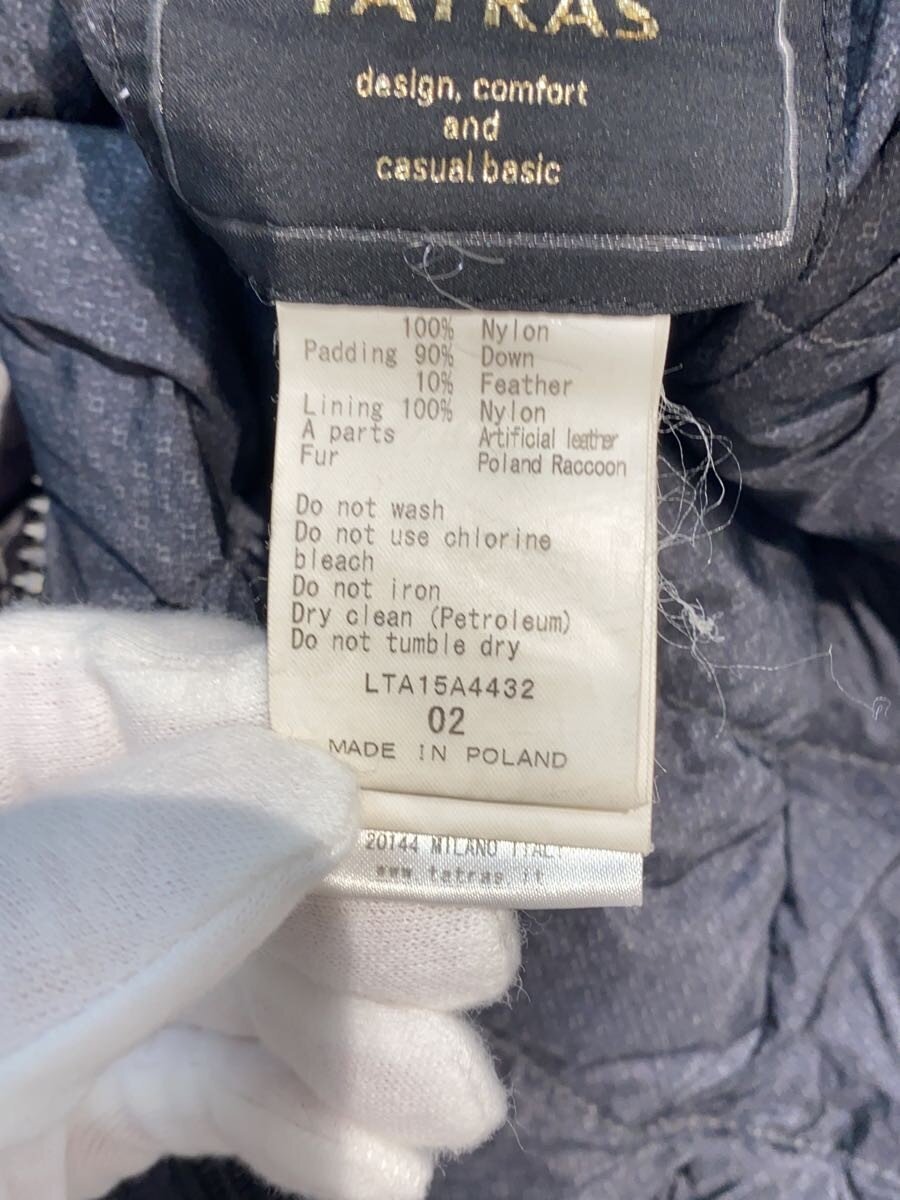 TATRAS
design, comfort
and
casual basic
100% Nylon
Padding 90% Down
10% Feather
Lining 100% Nylon
A parts Artificial leather
Fur Poland Raccoon
Do not wash
Do not use chlorine
bleach
Do not iron
Dry clean (Petroleum)
Do not tumble dry
LTA15A4432
02
MADE IN POLAND
20144 MILANO ITALY
www.tatras.it